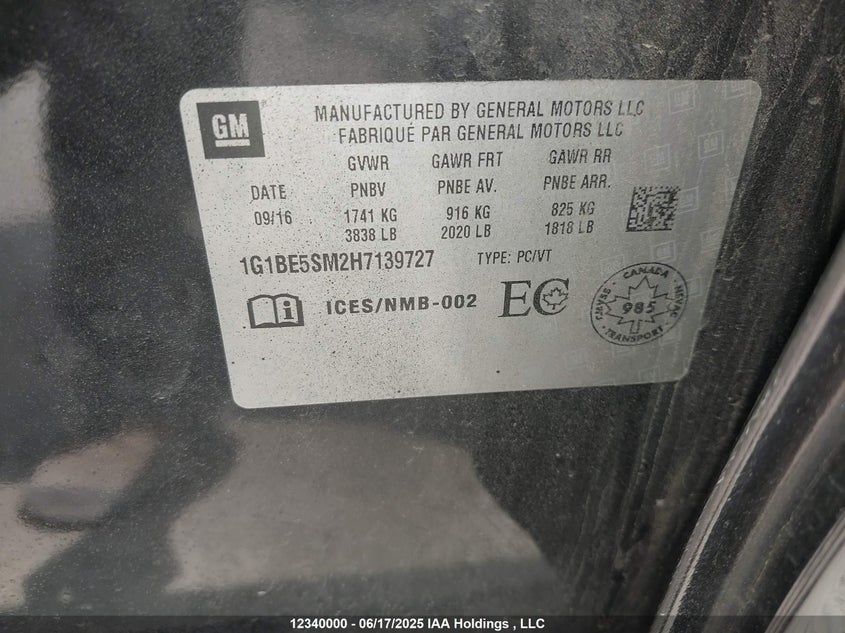 GM
MANUFACTURED BY GENERAL MOTORS LLC
FABRIQUÉ PAR GENERAL MOTORS LLC
GVWR GAWR FRT GAWR RR
DATE PNBV PNBE AV. PNBE ARR.
09/16 1741 KG 916 KG 825 KG
3838 LB 2020 LB 1818 LB
1G1BE5SM2H7139727 TYPE: PC/VT
i ICES/NMB-002 EC
CANADA
985
TRANSPORT
12340000 - 06/17/2025 IAA Holdings , LLC